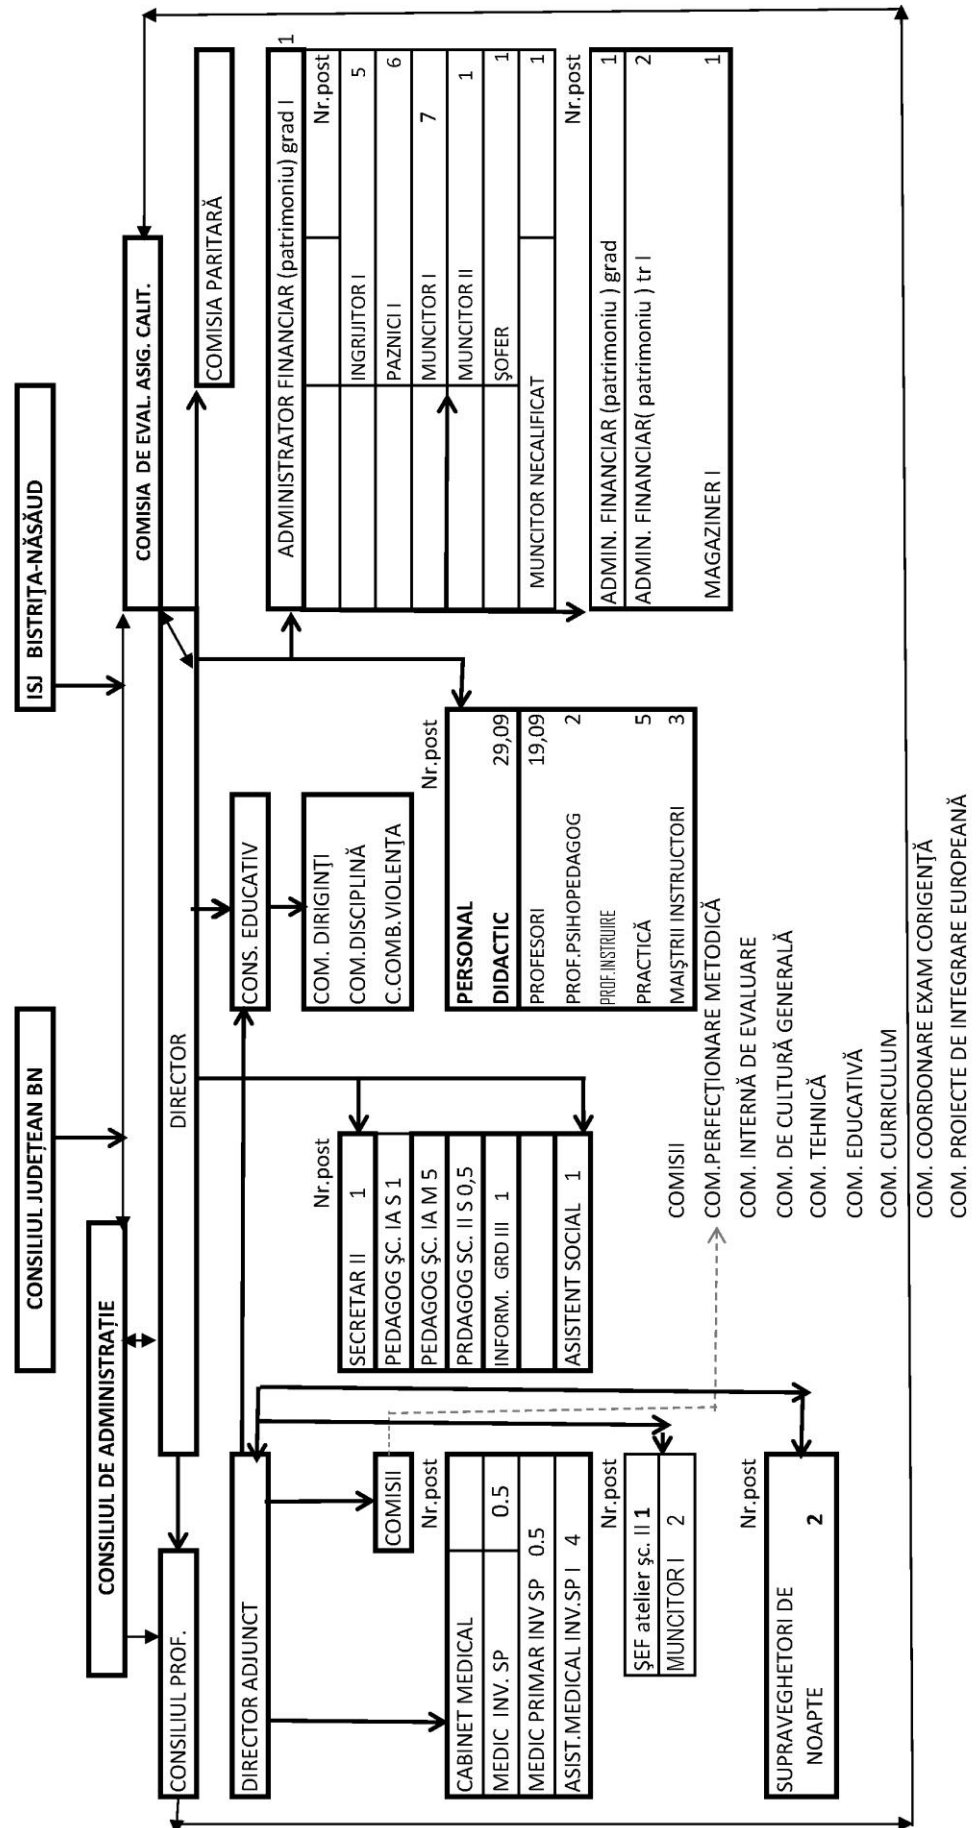 CONSILIUL JUDEȚEAN BN
ISJ BISTRIȚA-NĂSĂUD
CONSILIUL DE ADMINISTRAȚIE
COMISIA DE EVAL. ASIG. CALIT.
CONSILIUL PROF.
DIRECTOR
COMISIA PARITARĂ
DIRECTOR ADJUNCT
CONS. EDUCATIV
COM. DIRIGINȚI
COM.DISCIPLINĂ
C.COMB.VIOLENȚA
COMISII
Nr.post
CABINET MEDICAL
MEDIC INV. SP 0.5
MEDIC PRIMAR INV SP 0.5
ASIST.MEDICAL INV.SP I 4
Nr.post
ŞEF atelier şc. II 1
MUNCITOR I 2
Nr.post
SUPRAVEGHETORI DE
NOAPTE 2
Nr.post
SECRETAR II 1
PEDAGOG ŞC. IA S 1
PEDAGOG ŞC. IA M 5
PRDAGOG SC. II S 0,5
INFORM. GRD III 1
ASISTENT SOCIAL 1
Nr.post
PERSONAL
DIDACTIC 29,09
PROFESORI 19,09
PROF.PSIHOPEDAGOG 2
PROF.INSTRUIRE
PRACTICĂ 5
MAIŞTRII INSTRUCTORI 3
COMISII
COM.PERFECŢIONARE METODICĂ
COM. INTERNĂ DE EVALUARE
COM. DE CULTURĂ GENERALĂ
COM. TEHNICĂ
COM. EDUCATIVĂ
COM. CURRICULUM
COM. COORDONARE EXAM CORIGENŢĂ
COM. PROIECTE DE INTEGRARE EUROPEANĂ
ADMINISTRATOR FINANCIAR (patrimoniu) grad I 1
Nr.post
INGRIJITOR I 5
PAZNICI I 6
MUNCITOR I 7
MUNCITOR II 1
ŞOFER 1
MUNCITOR NECALIFICAT 1
Nr.post
ADMIN. FINANCIAR (patrimoniu ) grad 1
ADMIN. FINANCIAR( patrimoniu ) tr I 2
MAGAZINER I 1